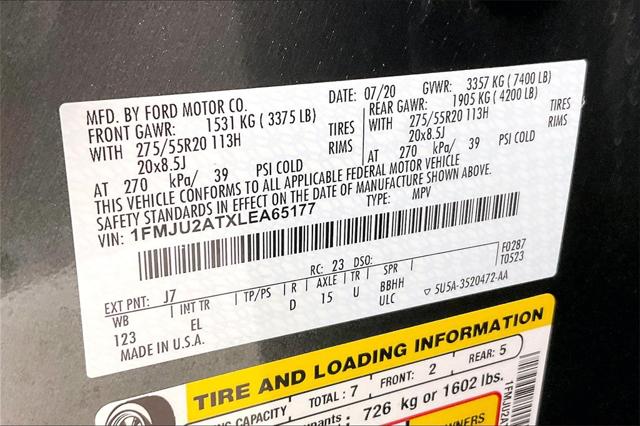 MFD. BY FORD MOTOR CO.
DATE: 07/20 GVWR: 3357 KG ( 7400 LB)
FRONT GAWR: 1531 KG ( 3375 LB)
REAR GAWR: 1905 KG ( 4200 LB)
WITH 275/55R20 113H TIRES
WITH 275/55R20 113H TIRES
20x8.5J RIMS
20x8.5J RIMS
AT 270 kPa/ 39 PSI COLD
AT 270 kPa/ 39 PSI COLD
THIS VEHICLE CONFORMS TO ALL APPLICABLE FEDERAL MOTOR VEHICLE
SAFETY STANDARDS IN EFFECT ON THE DATE OF MANUFACTURE SHOWN ABOVE.
VIN: 1FMJU2ATXLEA65177 TYPE: MPV
F0287
T0523
EXT PNT: J7 RC: 23 DSO:
WB INT TR TP/PS R AXLE TR SPR
123 EL D 15 U BBHH
ULC 5U5A-3520472-AA
MADE IN U.S.A.
TIRE AND LOADING INFORMATION
CAPACITY TOTAL : 7 FRONT: 2 REAR: 5
726 kg or 1602 lbs.
OWNERS
1FMJU2A